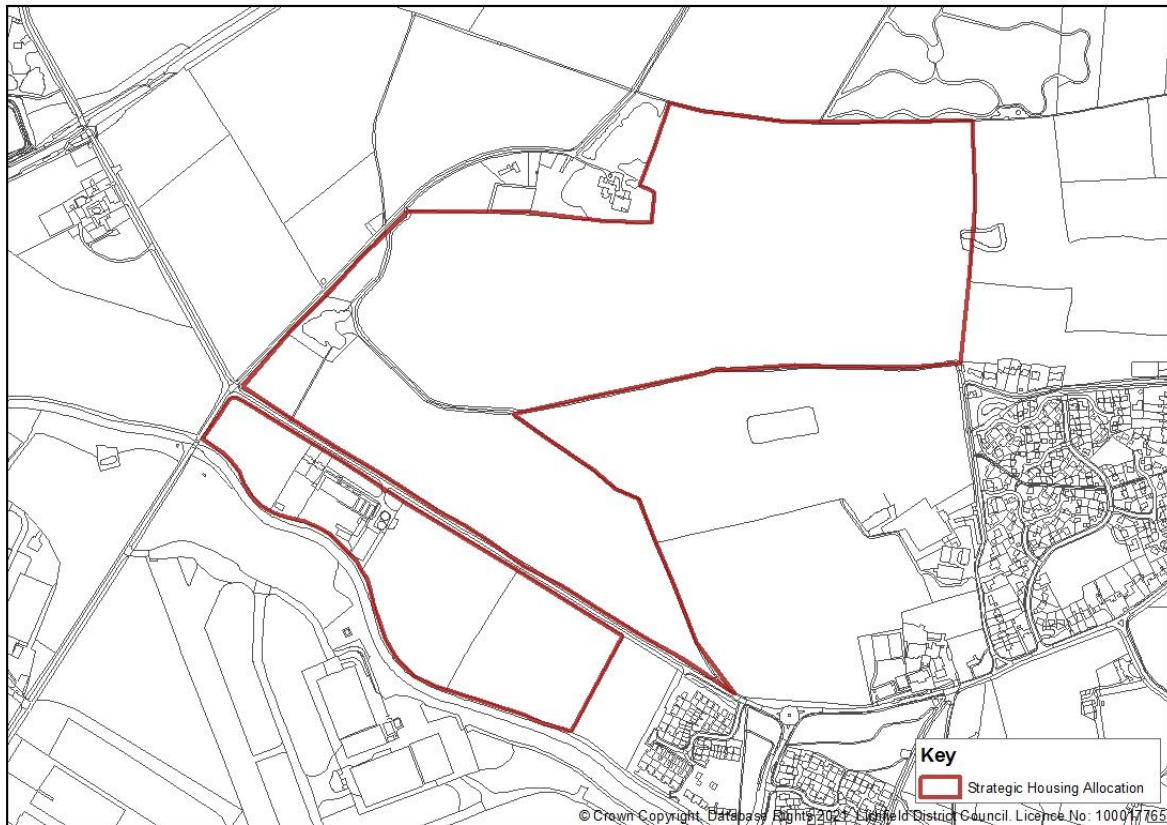 Key
Strategic Housing Allocation
© Crown Copyright, Database Rights 2021. Lichfield District Council. Licence No: 100017765